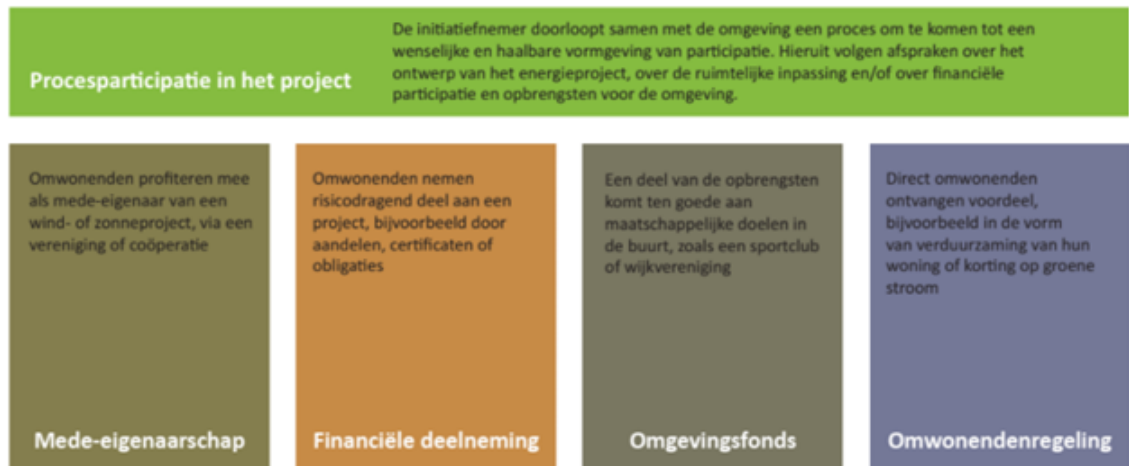 Procesparticipatie in het project
De initiatiefnemer doorloopt samen met de omgeving een proces om te komen tot een
wenselijke en haalbare vormgeving van participatie. Hieruit volgen afspraken over het
ontwerp van het energieproject, over de ruimtelijke inpassing en/of over financiële
participatie en opbrengsten voor de omgeving.
Omwonenden profiteren mee
als mede-eigenaar van een
wind- of zonneproject, via een
vereniging of coöperatie
Mede-eigenaarschap
Omwonenden nemen
risicodragend deel aan een
project, bijvoorbeeld door
aandelen, certificaten of
obligaties
Financiële deelneming
Een deel van de opbrengsten
komt ten goede aan
maatschappelijke doelen in
de buurt, zoals een sportclub
of wijkvereniging
Omgevingsfonds
Direct omwonenden
ontvangen voordeel,
bijvoorbeeld in de vorm
van verduurzaming van hun
woning of korting op groene
stroom
Omwonendenregeling